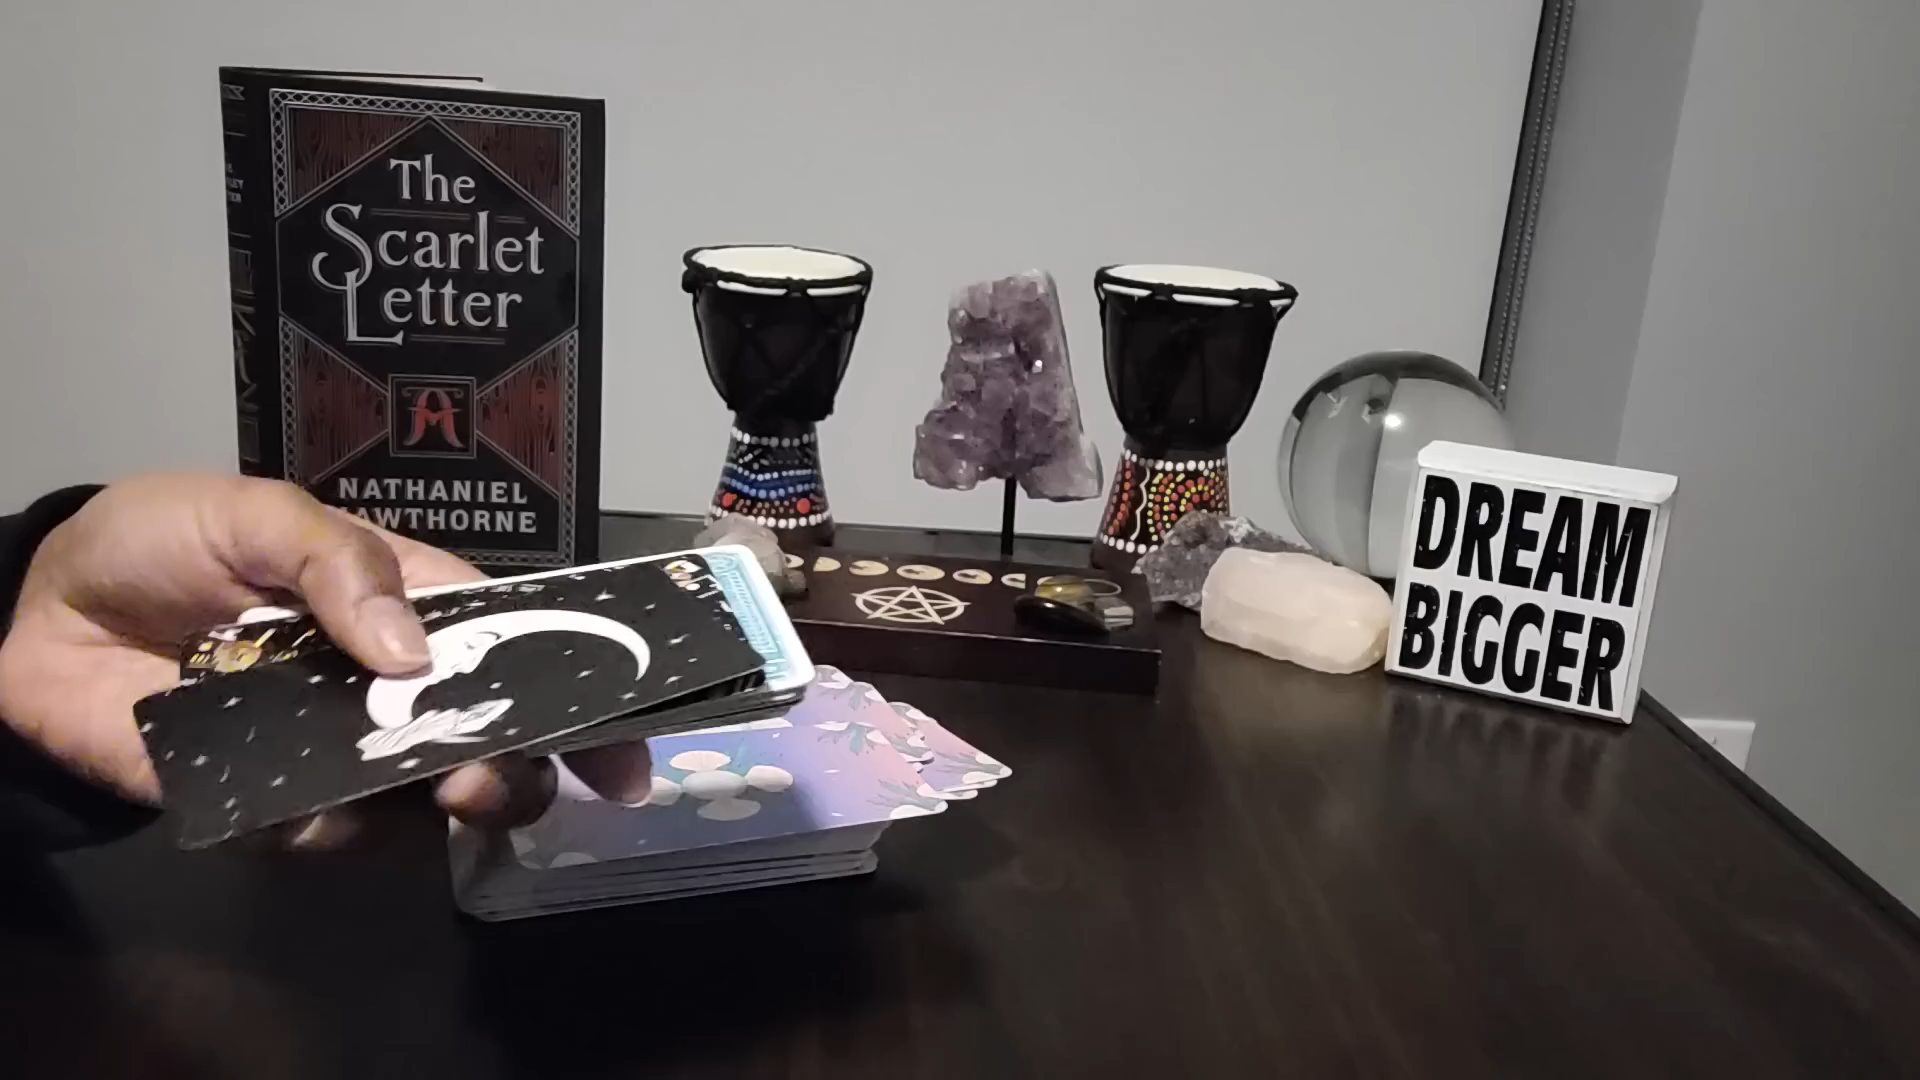 The
Scarlet
Letter
A
NATHANIEL
HAWTHORNE
DREAM
BIGGER